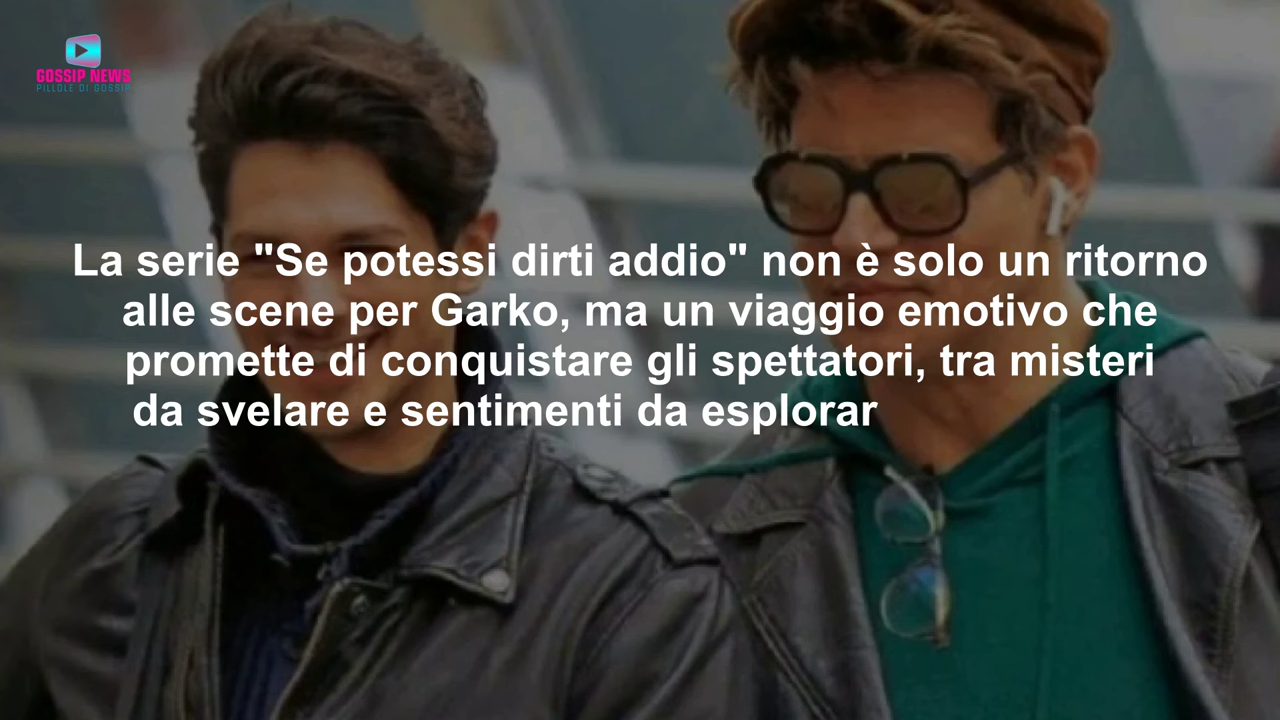 GOSSIP NEWS
PILLOLE DI GOSSIP
La serie "Se potessi dirti addio" non è solo un ritorno
alle scene per Garko, ma un viaggio emotivo che
promette di conquistare gli spettatori, tra misteri
da svelare e sentimenti da esplorar